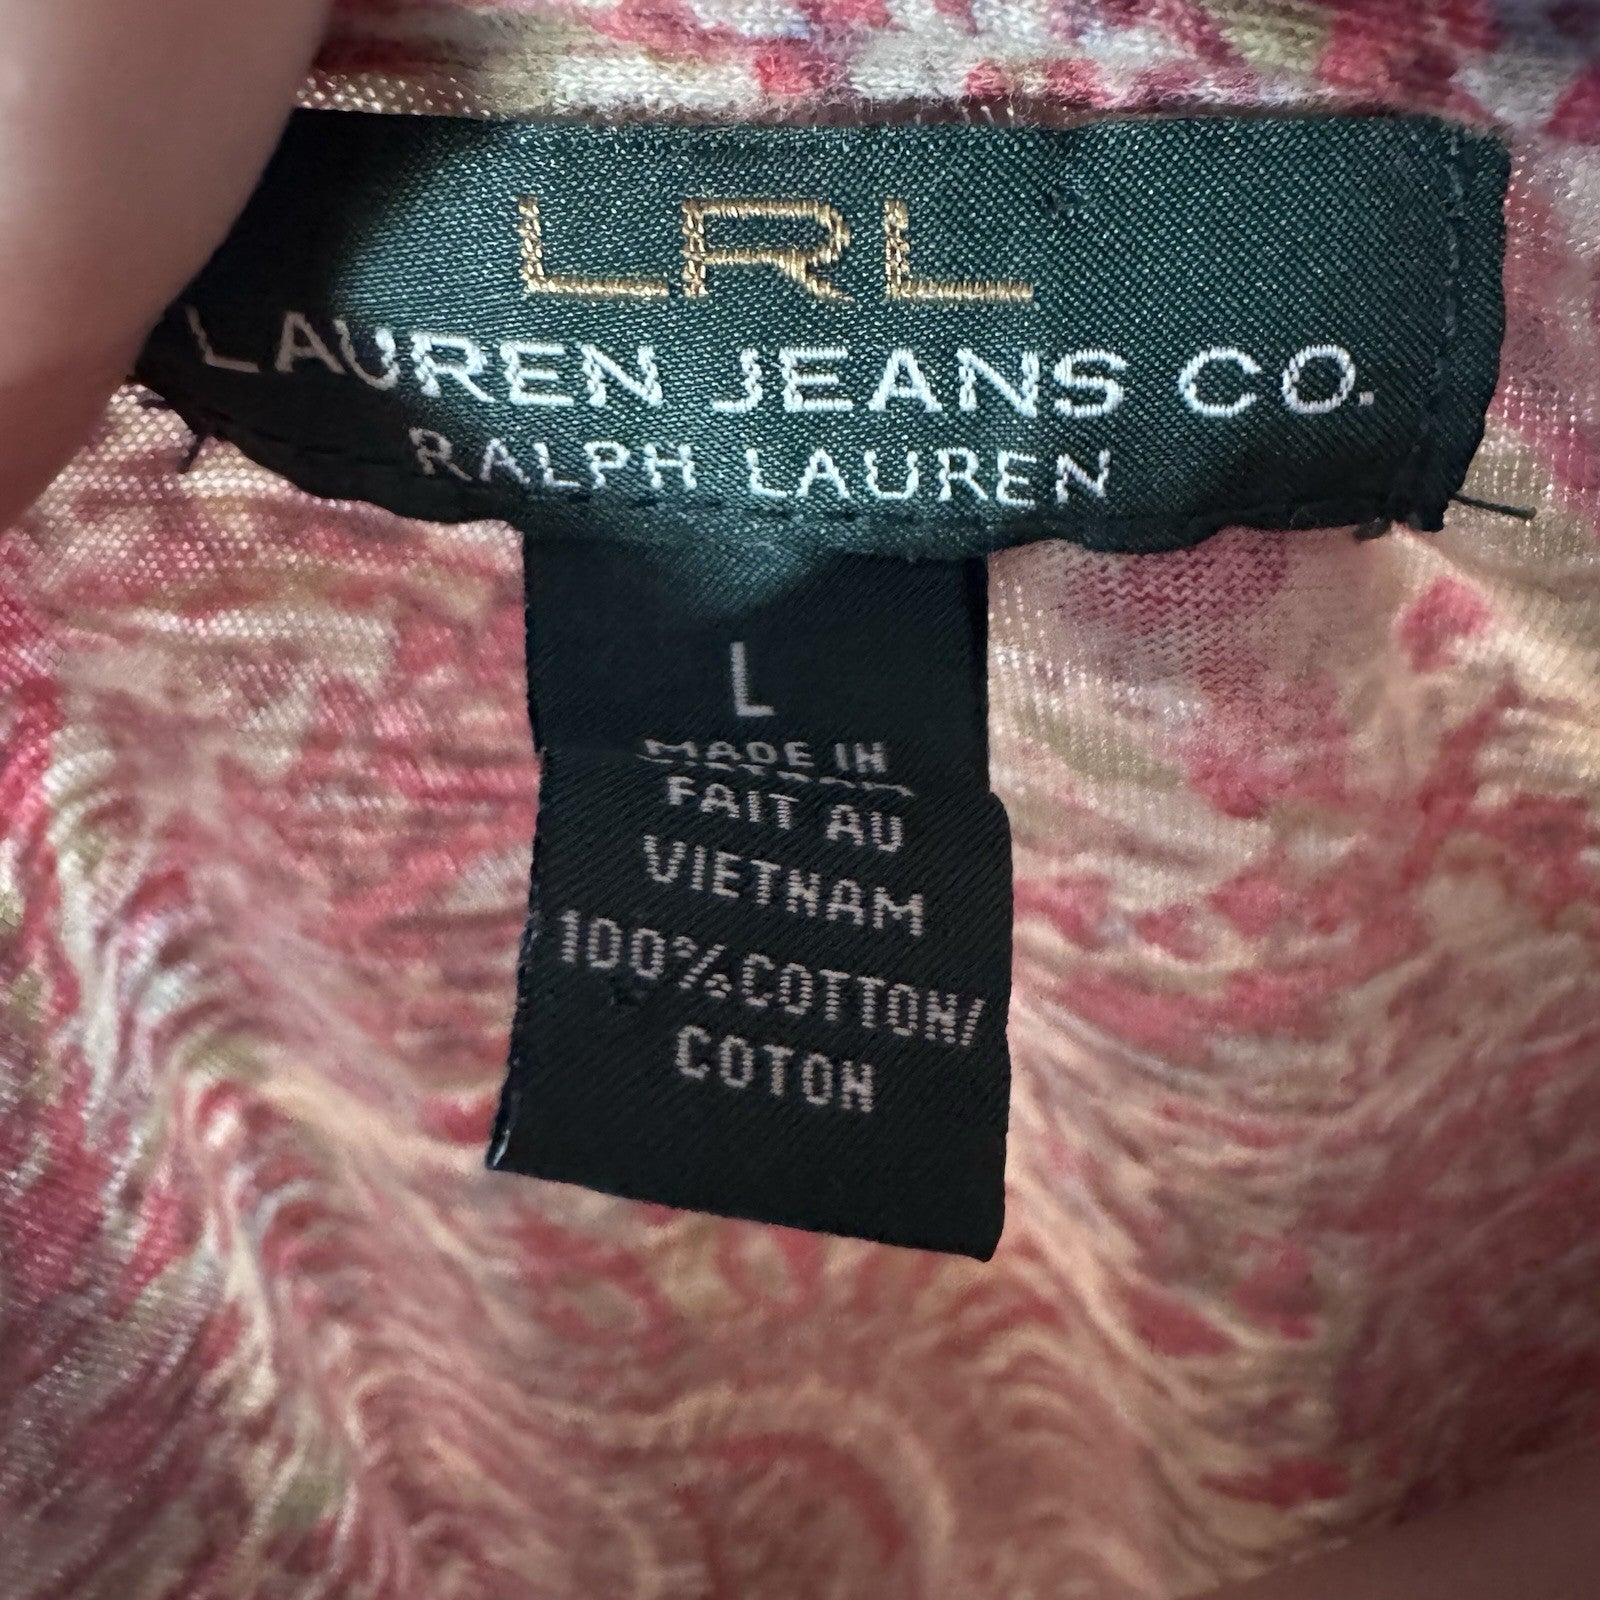 LRL
LAUREN JEANS CO.
RALPH LAUREN
L
MADE IN
FAIT AU
VIETNAM
100%COTTON/
COTON